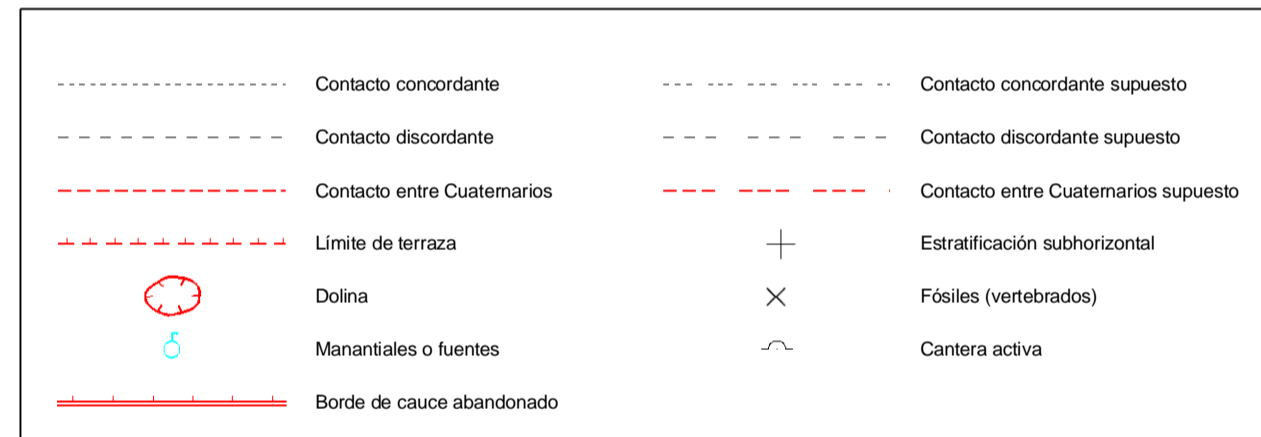 Contacto concordante
Contacto discordante
Contacto entre Cuaternarios
Límite de terraza
Dolina
Manantiales o fuentes
Borde de cauce abandonado
Contacto concordante supuesto
Contacto discordante supuesto
Contacto entre Cuaternarios supuesto
Estratificación subhorizontal
Fósiles (vertebrados)
Cantera activa